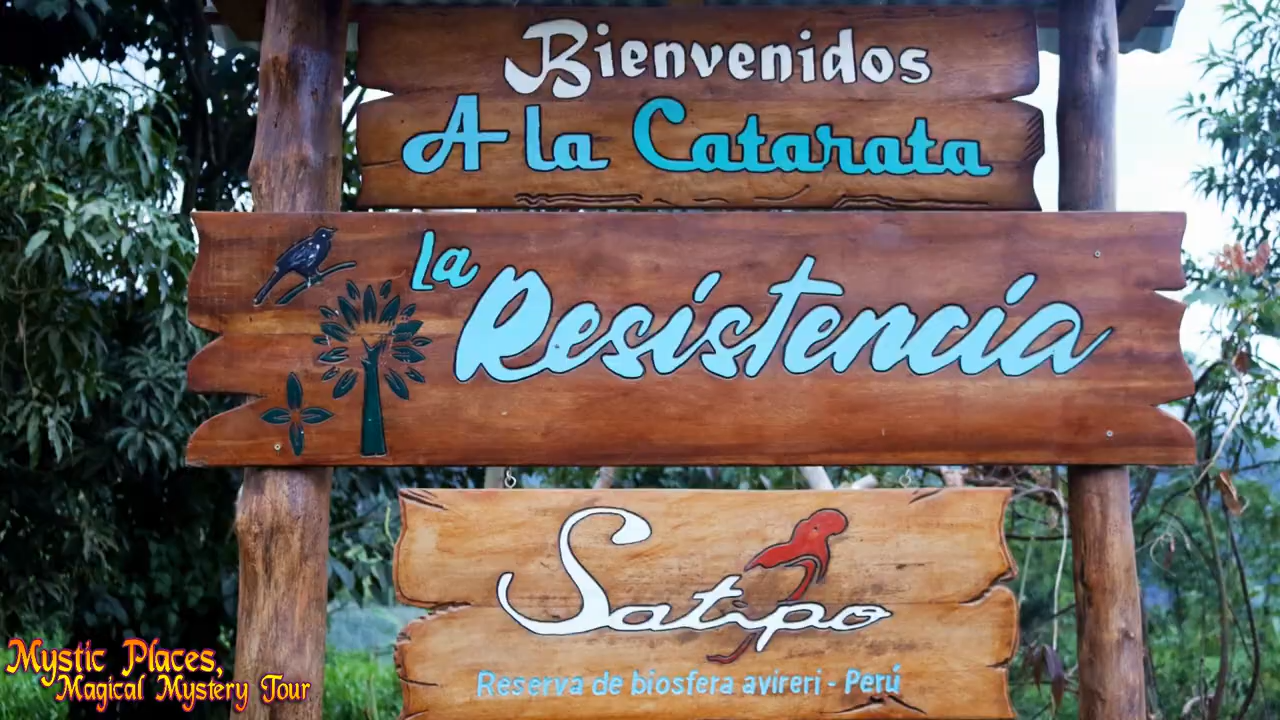 Bienvenidos
A la Catarata
la
Resistencia
Satipo
Reserva de biosfera avireri - Perú
Mystic Places,
Magical Mystery Tour